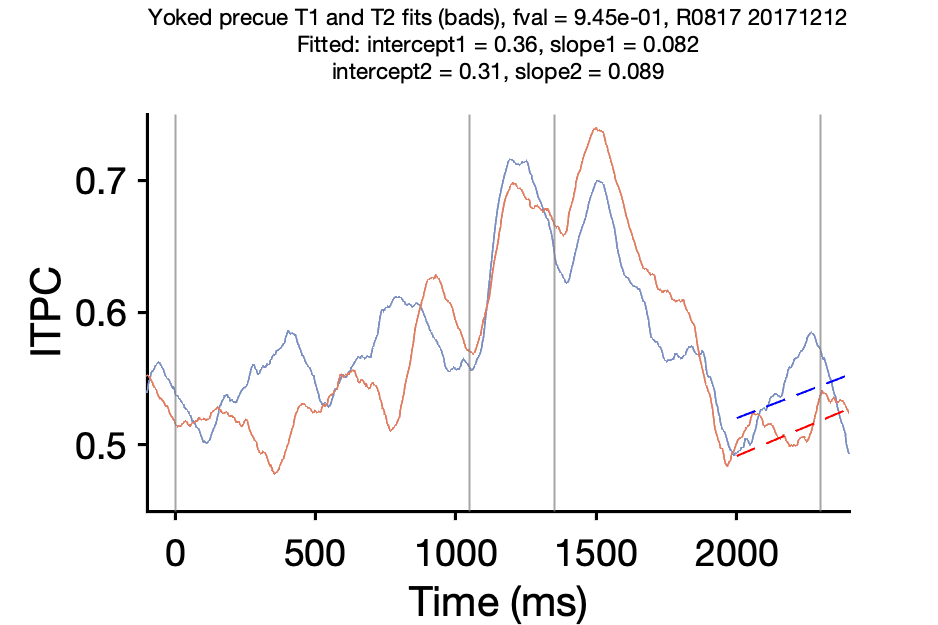 Yoked precue T1 and T2 fits (bads), fval = 9.45e-01, R0817 20171212
Fitted: intercept1 = 0.36, slope1 = 0.082
intercept2 = 0.31, slope2 = 0.089
0.7
0.6
0.5
ITPC
0 500 1000 1500 2000
Time (ms)